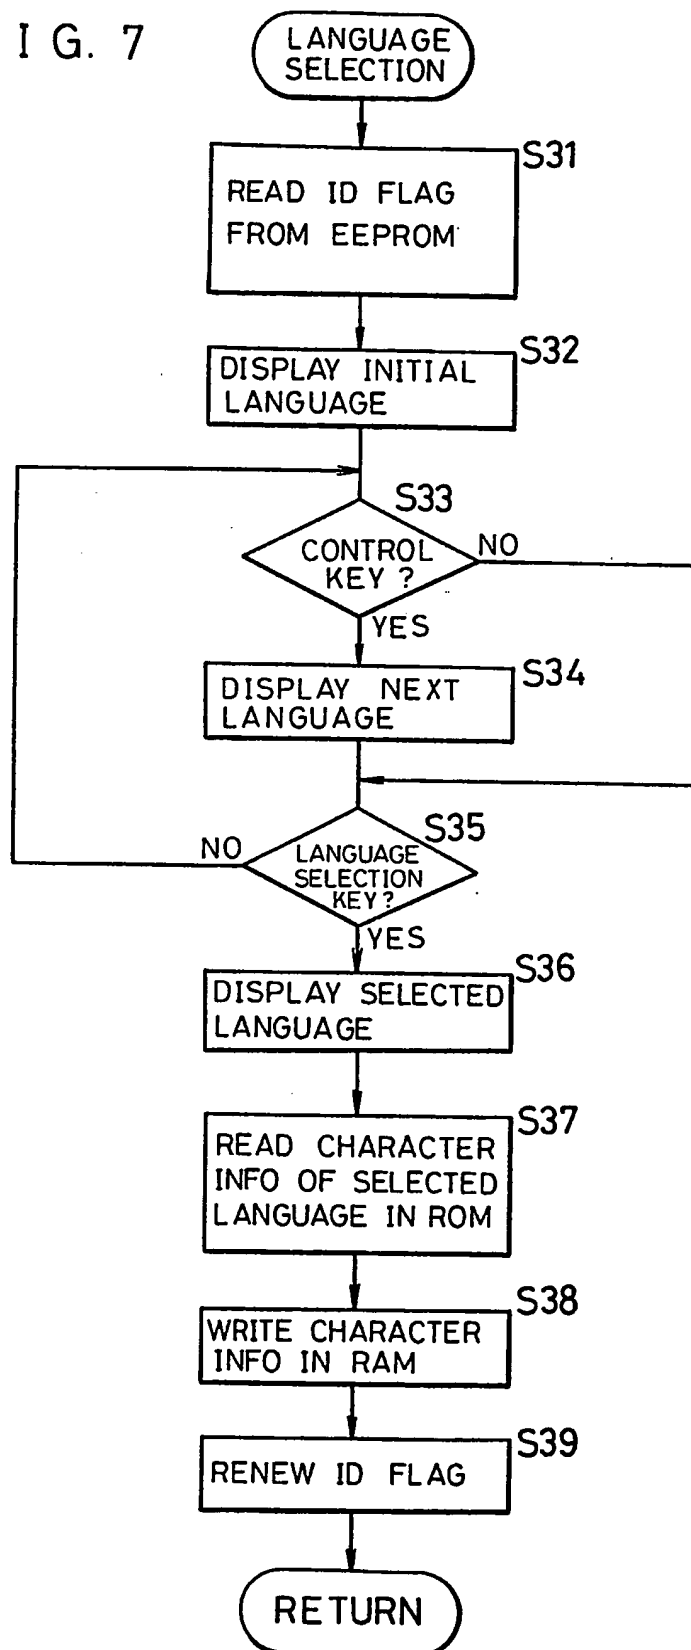 I G. 7
LANGUAGE
SELECTION
S31
READ ID FLAG
FROM EEPROM
S32
DISPLAY INITIAL
LANGUAGE
S33
CONTROL
KEY ?
NO
YES
S34
DISPLAY NEXT
LANGUAGE
S35
NO
LANGUAGE
SELECTION
KEY?
YES
S36
DISPLAY SELECTED
LANGUAGE
S37
READ CHARACTER
INFO OF SELECTED
LANGUAGE IN ROM
S38
WRITE CHARACTER
INFO IN RAM
S39
RENEW ID FLAG
RETURN